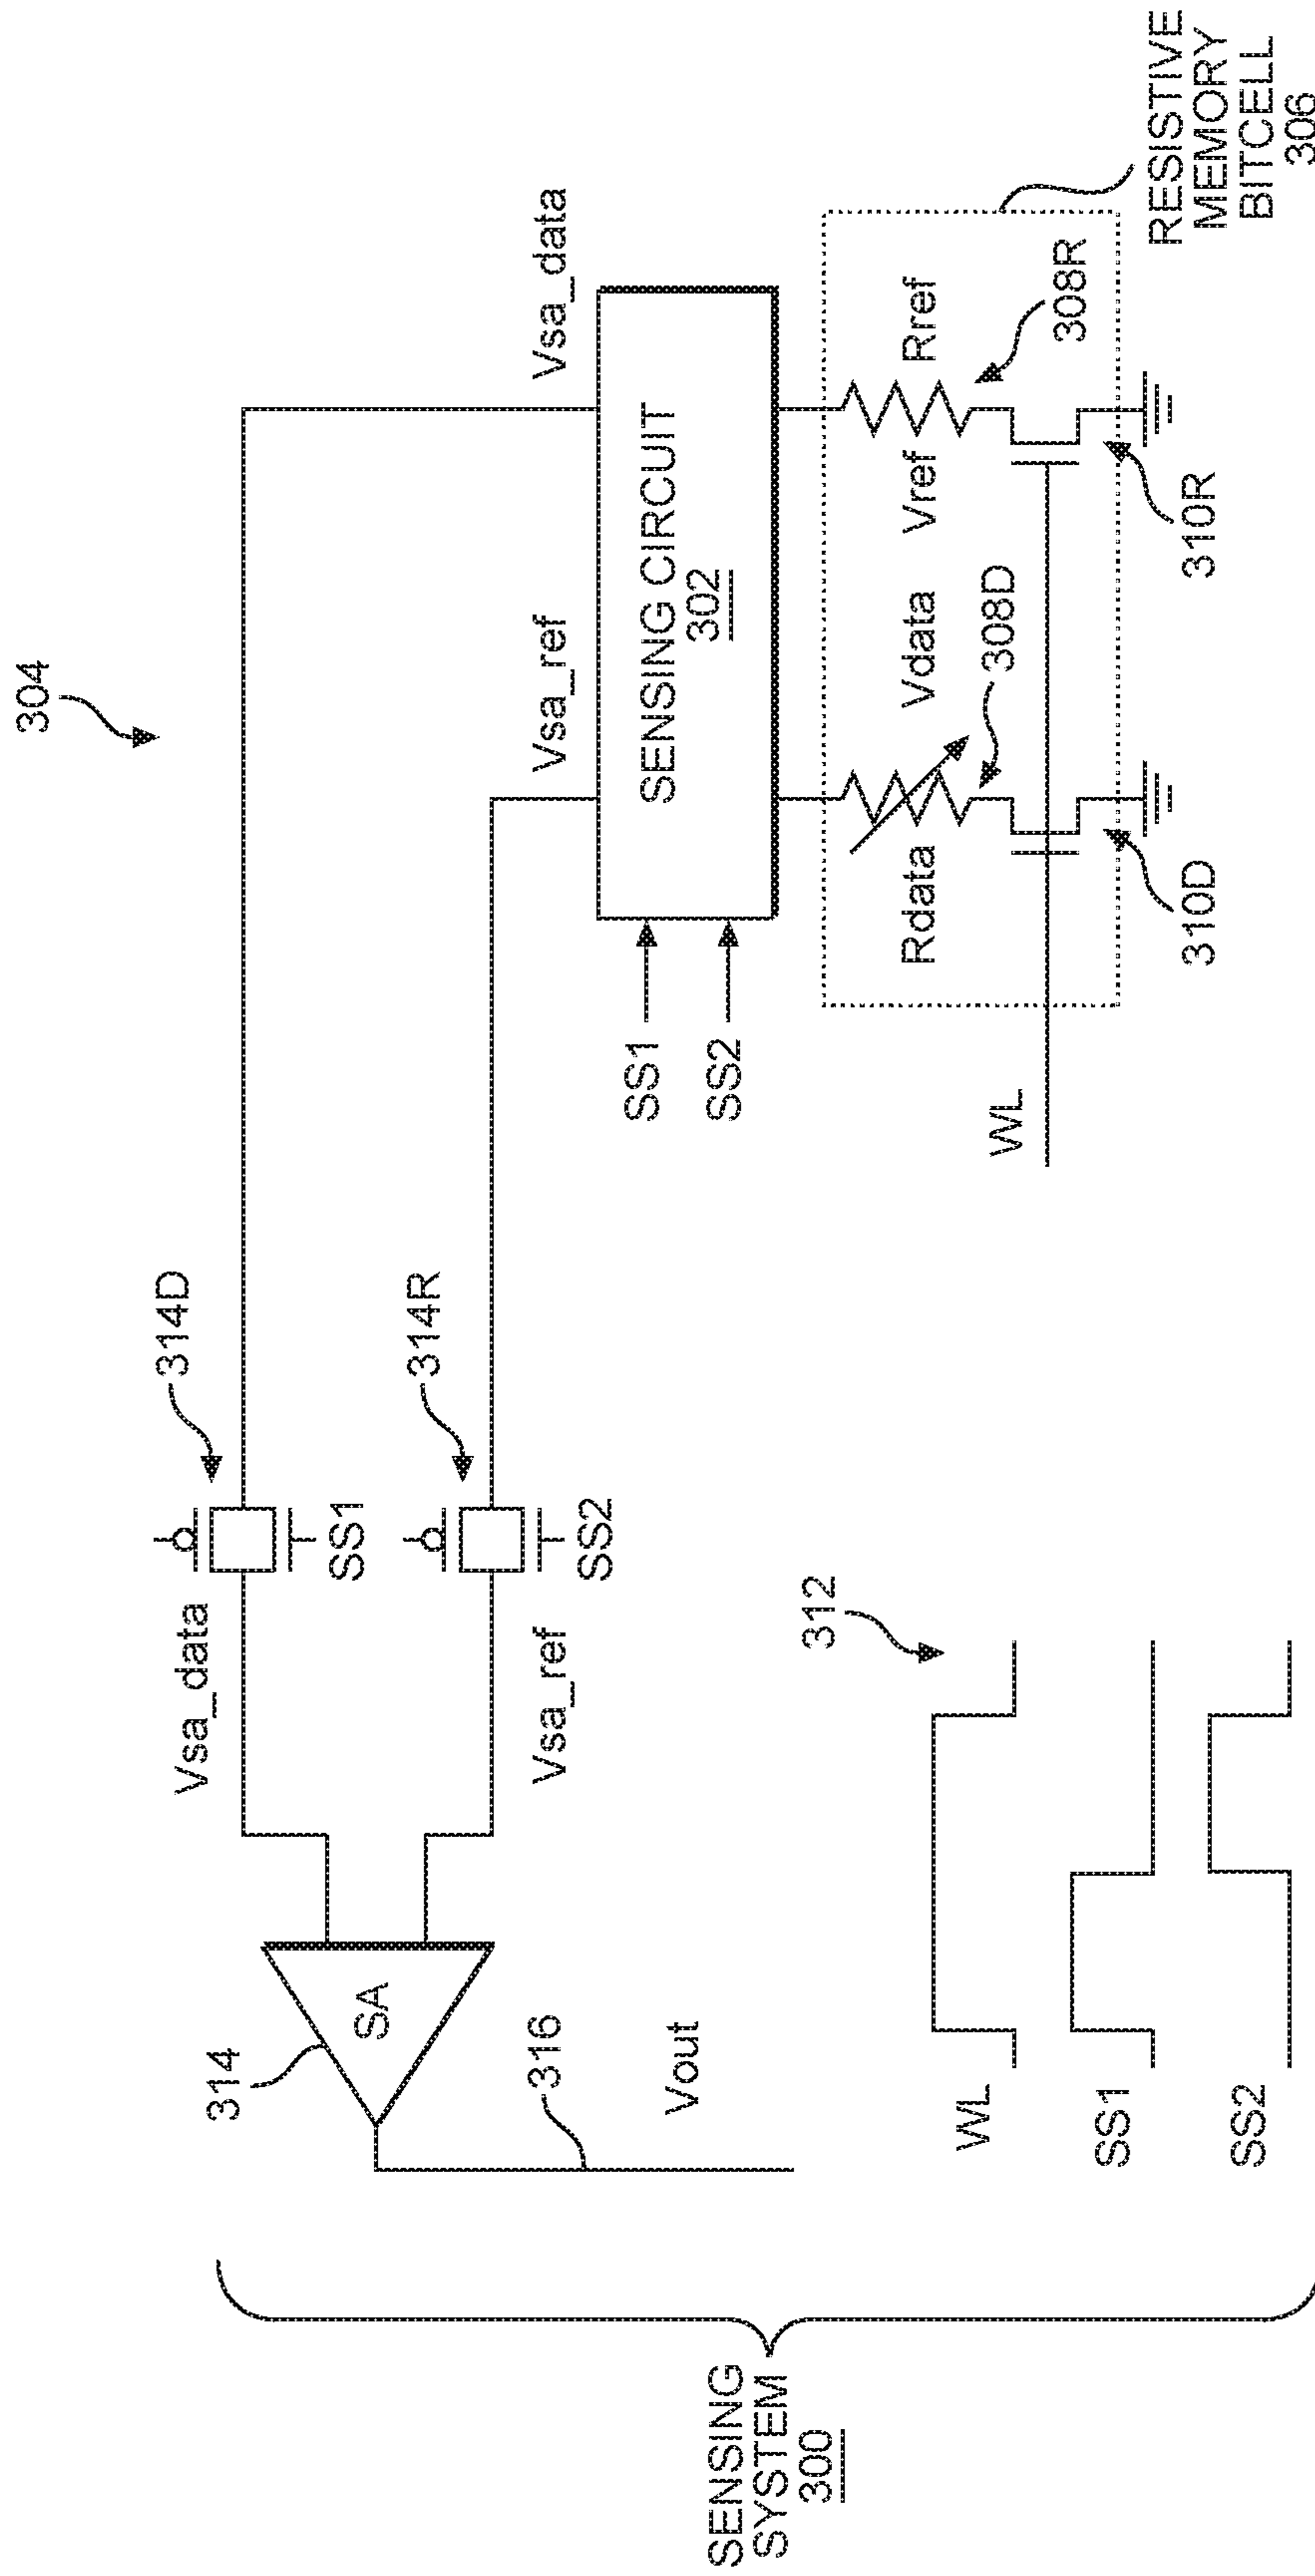 304
Vsa_data
314D
SS1
Vsa_data
314
SA
Vsa_ref
314R
SS2
Vsa_ref
316
Vout
SENSING CIRCUIT
302
SS1
SS2
Rdata
Vdata
Vref
Rref
308D
308R
WL
310D
310R
RESISTIVE
MEMORY
BITCELL
306
312
WL
SS1
SS2
SENSING
SYSTEM
300